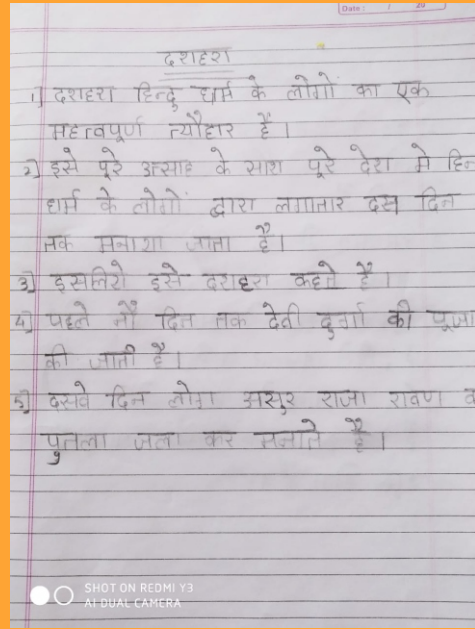 Date : / 20
दशहरा
1] दशहरा हिन्दु धर्म के लोगों का एक
महत्वपूर्ण त्यौहार हैं।
2] इसे पूरे उत्साह के साथ पूरे देश मे
धर्म के लोगों द्वारा लगातार दस दिन
तक मनाया जाता हैं।
3] इसलिये इसे दशहरा कहते हैं।
4] पहले नौ दिन तक देवी दुर्गा की पूजा
की जाती हैं।
5] दसवे दिन लोग असुर राजा रावण
पुतला जला कर मनाते हैं।
SHOT ON REDMI Y3
AI DUAL CAMERA